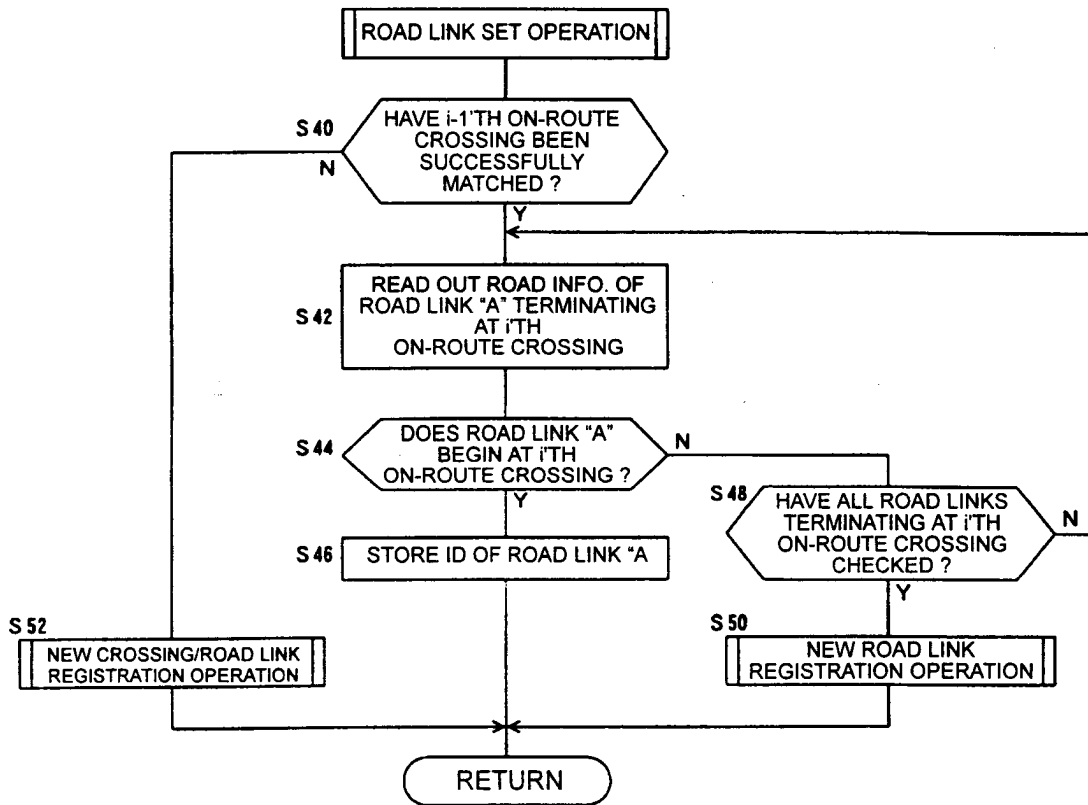 ROAD LINK SET OPERATION
S 40
HAVE i-1'TH ON-ROUTE
CROSSING BEEN
SUCCESSFULLY
MATCHED ?
N
Y
S 42
READ OUT ROAD INFO. OF
ROAD LINK "A" TERMINATING
AT i'TH
ON-ROUTE CROSSING
S 44
DOES ROAD LINK "A"
BEGIN AT i'TH
ON-ROUTE CROSSING ?
N
Y
S 48
HAVE ALL ROAD LINKS
TERMINATING AT i'TH
ON-ROUTE CROSSING
CHECKED ?
N
Y
S 46
STORE ID OF ROAD LINK "A
S 52
NEW CROSSING/ROAD LINK
REGISTRATION OPERATION
S 50
NEW ROAD LINK
REGISTRATION OPERATION
RETURN